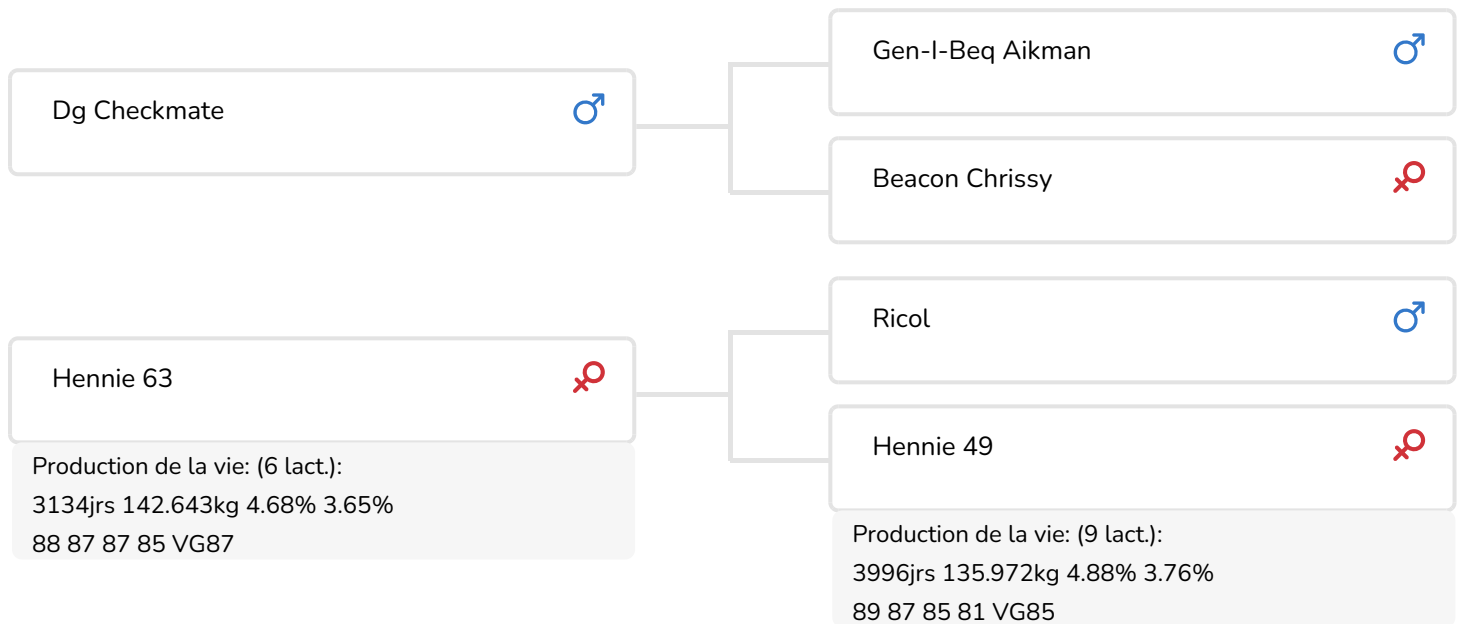 Dg Checkmate
Gen-I-Beq Aikman
Beacon Chrissy
Hennie 63
Production de la vie: (6 lact.):
3134jrs 142.643kg 4.68% 3.65%
88 87 87 85 VG87
Ricol
Hennie 49
Production de la vie: (9 lact.):
3996jrs 135.972kg 4.88% 3.76%
89 87 85 81 VG85